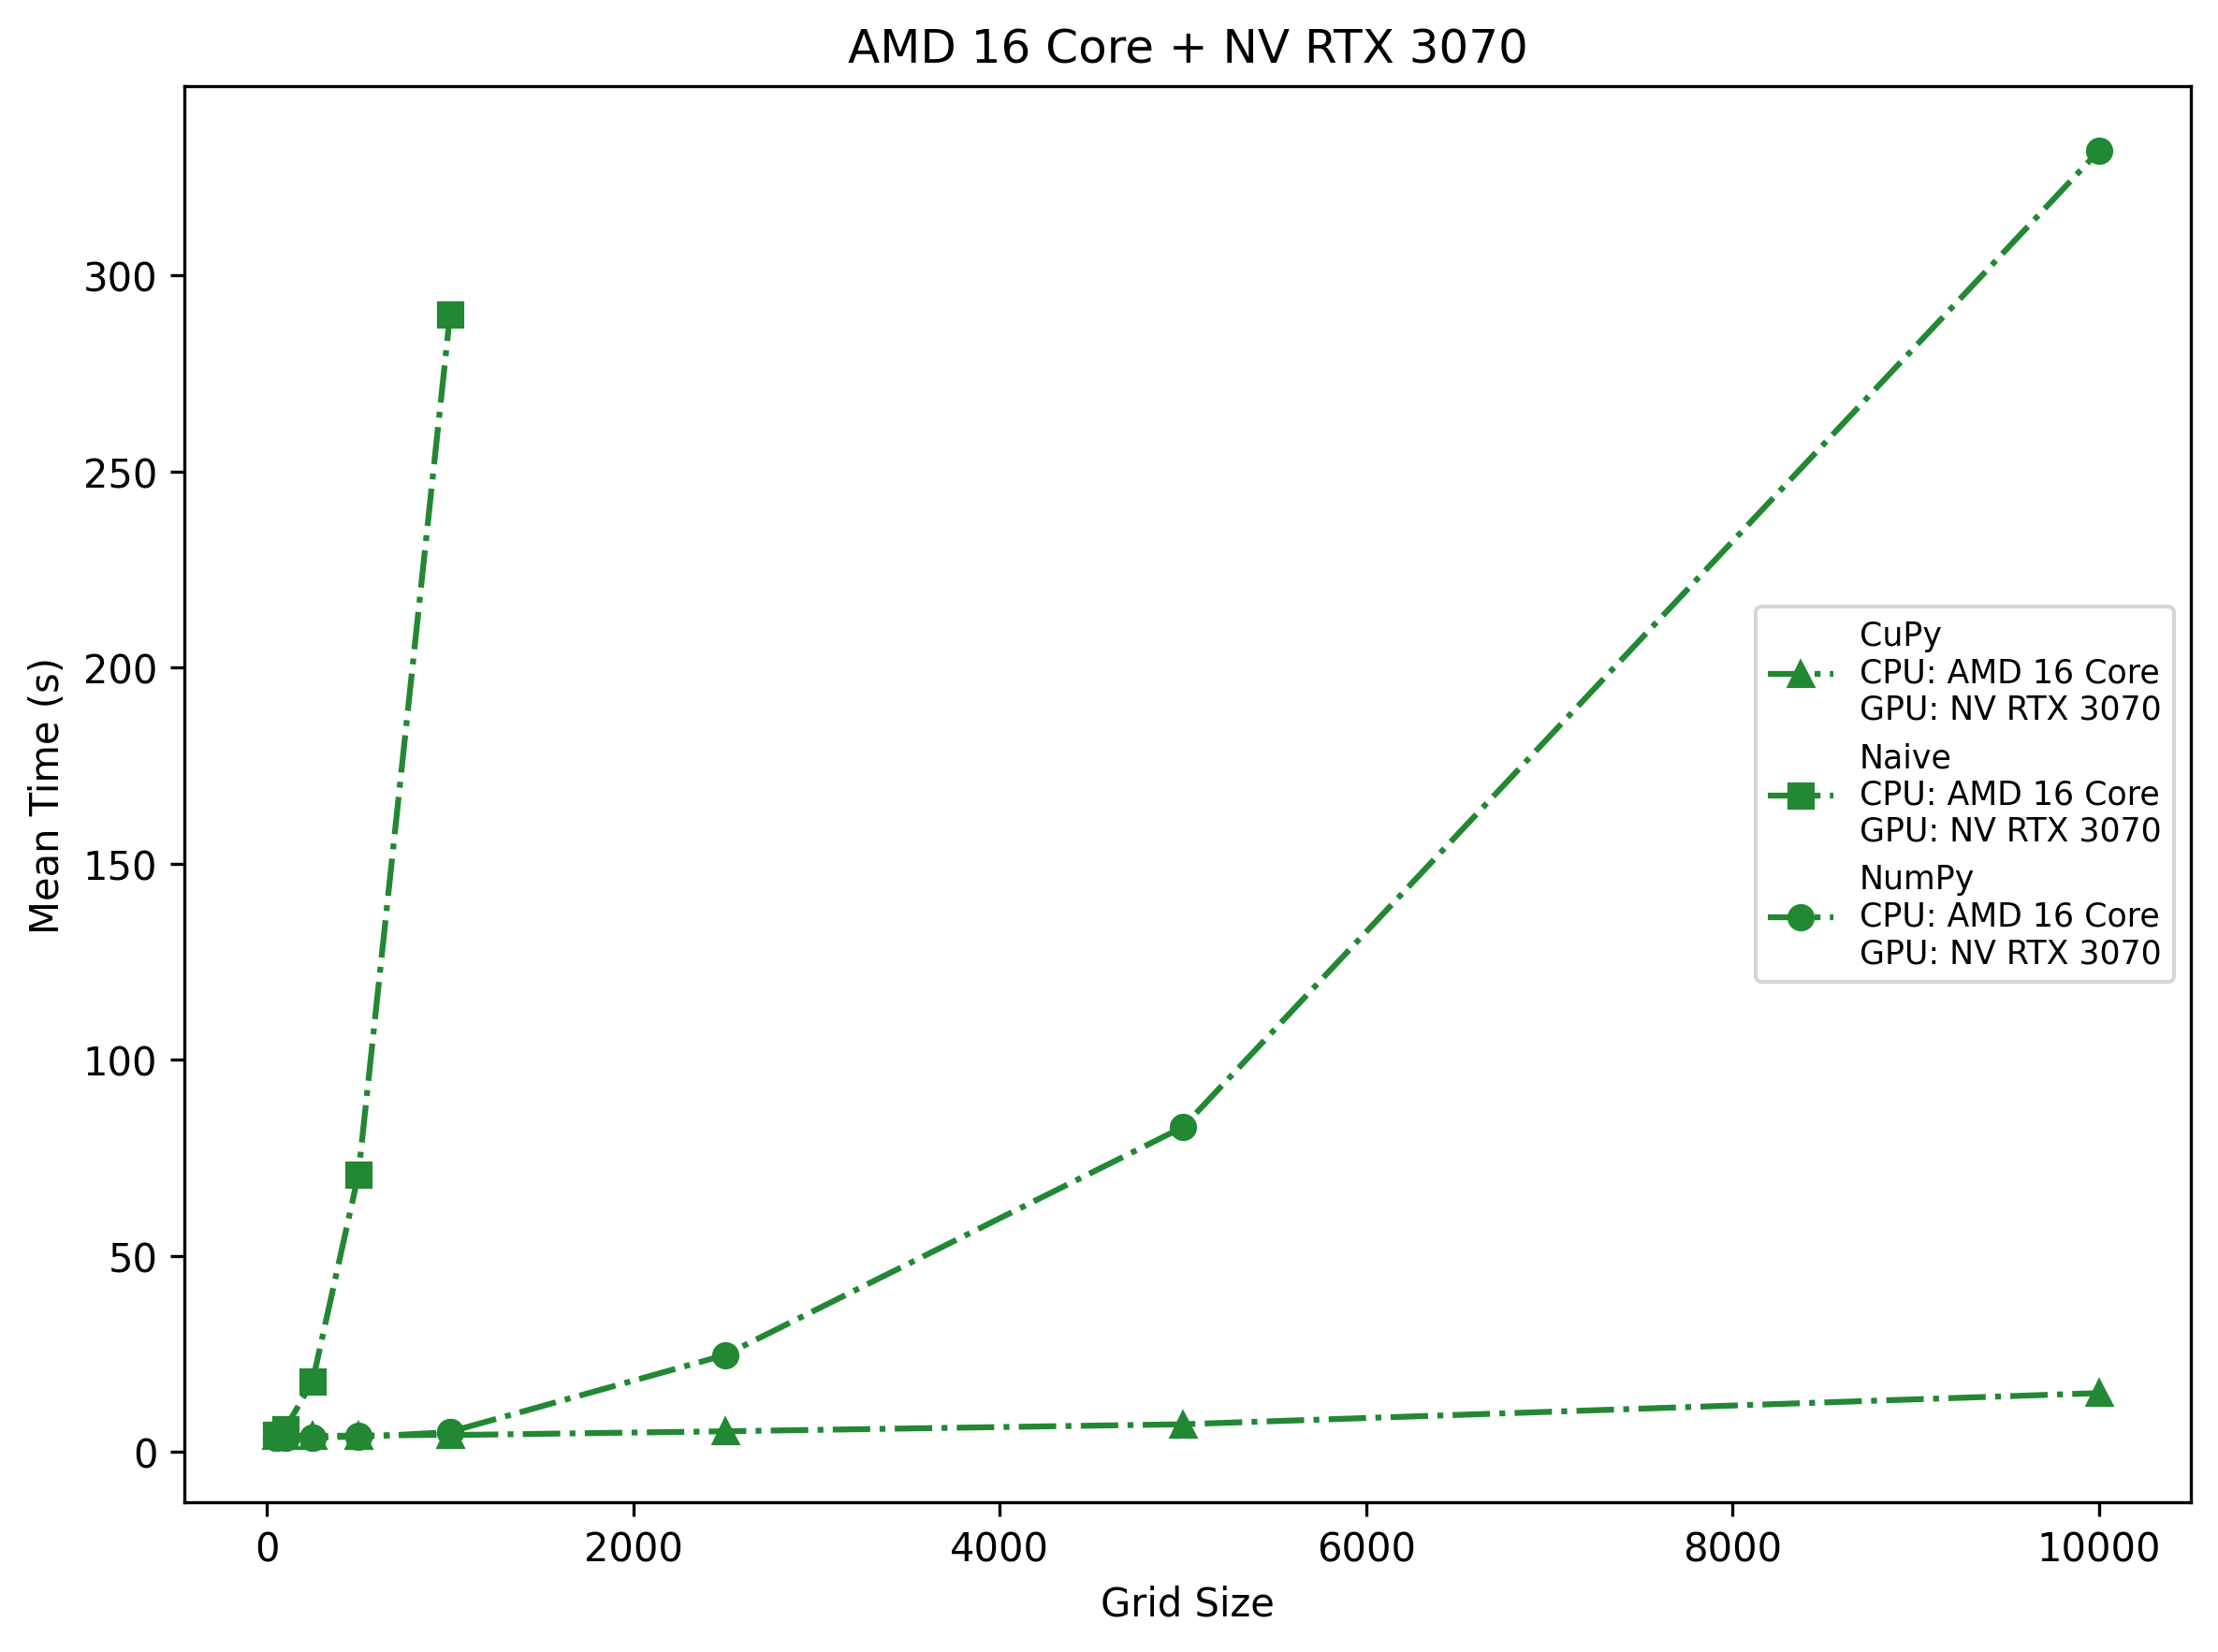 AMD 16 Core + NV RTX 3070
Mean Time (s)
300
250
200
150
100
50
0
0
2000
4000
6000
8000
10000
Grid Size
CuPy
CPU: AMD 16 Core
GPU: NV RTX 3070
Naive
CPU: AMD 16 Core
GPU: NV RTX 3070
NumPy
CPU: AMD 16 Core
GPU: NV RTX 3070